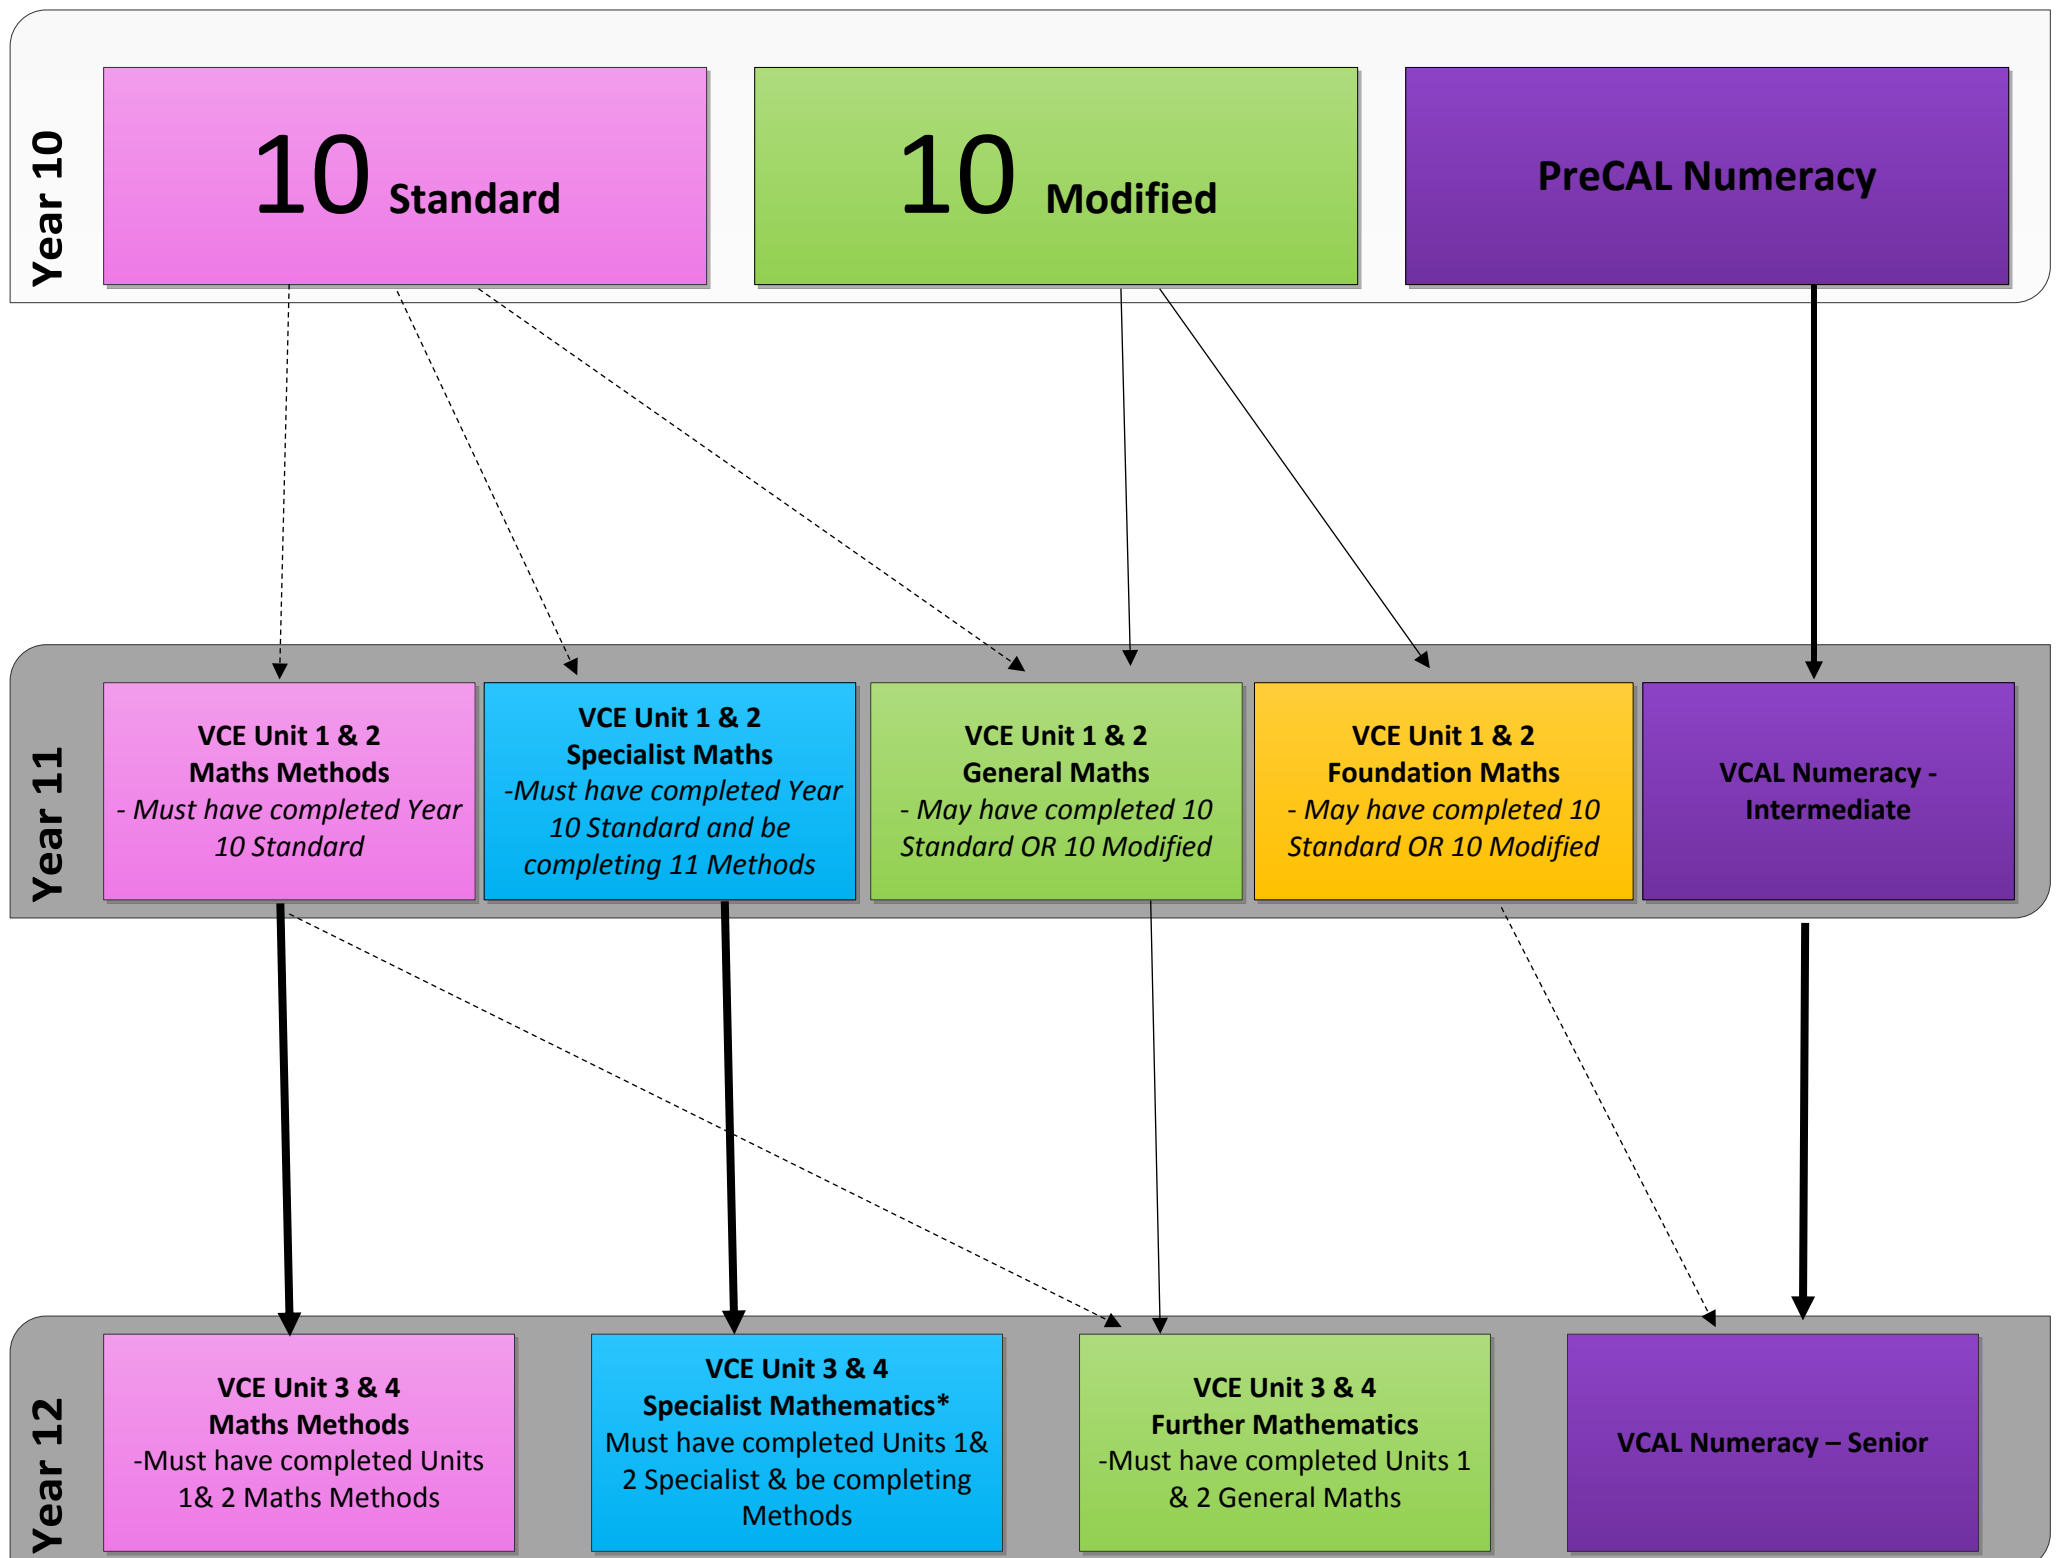 Year 10
10 Standard
10 Modified
PreCAL Numeracy
Year 11
VCE Unit 1 & 2
Maths Methods
- Must have completed Year
10 Standard
VCE Unit 1 & 2
Specialist Maths
-Must have completed Year
10 Standard and be
completing 11 Methods
VCE Unit 1 & 2
General Maths
- May have completed 10
Standard OR 10 Modified
VCE Unit 1 & 2
Foundation Maths
- May have completed 10
Standard OR 10 Modified
VCAL Numeracy -
Intermediate
Year 12
VCE Unit 3 & 4
Maths Methods
-Must have completed Units
1& 2 Maths Methods
VCE Unit 3 & 4
Specialist Mathematics*
Must have completed Units 1&
2 Specialist & be completing
Methods
VCE Unit 3 & 4
Further Mathematics
-Must have completed Units 1
& 2 General Maths
VCAL Numeracy – Senior